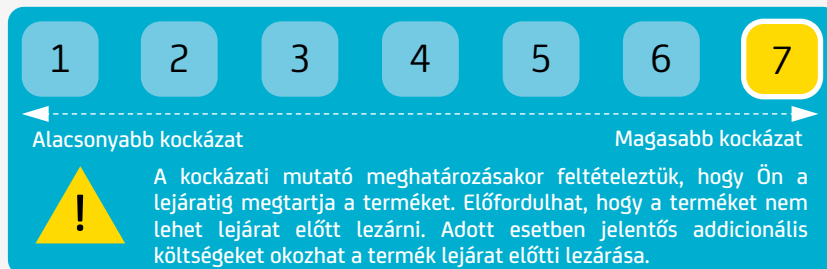 1 2 3 4 5 6 7
Alacsonyabb kockázat Magasabb kockázat
A kockázati mutató meghatározásakor feltételeztük, hogy Ön a
lejáratig megtartja a terméket. Előfordulhat, hogy a terméket nem
lehet lejárat előtt lezárni. Adott esetben jelentős addicionális
költségeket okozhat a termék lejárat előtti lezárása.
!